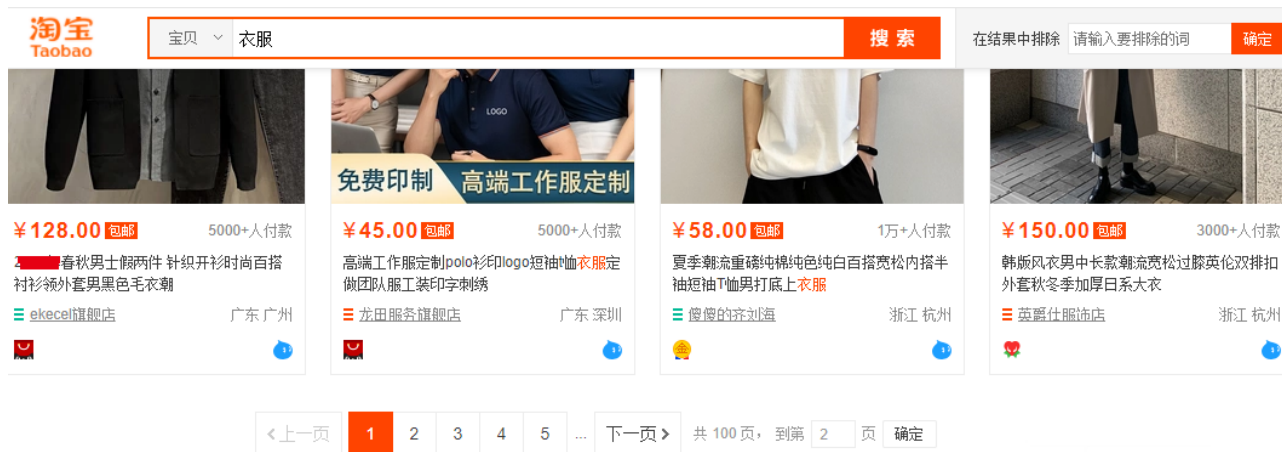 淘宝
Taobao
宝贝
衣服
搜索
在结果中排除
请输入要排除的词
确定
LOGO
免费印制 高端工作服定制
¥128.00 包邮 5000+人付款
春秋男士假两件 针织开衫时尚百搭
衬衫领外套男黑色毛衣潮
ekecel旗舰店 广东 广州
¥45.00 包邮 5000+人付款
高端工作服定制polo衫印logo短袖t恤衣服定
做团队服工装印字刺绣
龙田服务旗舰店 广东 深圳
¥58.00 包邮 1万+人付款
夏季潮流重磅纯棉纯色纯白百搭宽松内搭半
袖短袖T恤男打底上衣服
傻傻的齐刘海 浙江 杭州
¥150.00 包邮 3000+人付款
韩版风衣男中长款潮流宽松过膝英伦双排扣
外套秋冬季加厚日系大衣
英爵仕服饰店 浙江 杭州
上一页 1 2 3 4 5 ... 下一页 共 100 页, 到第 2 页 确定